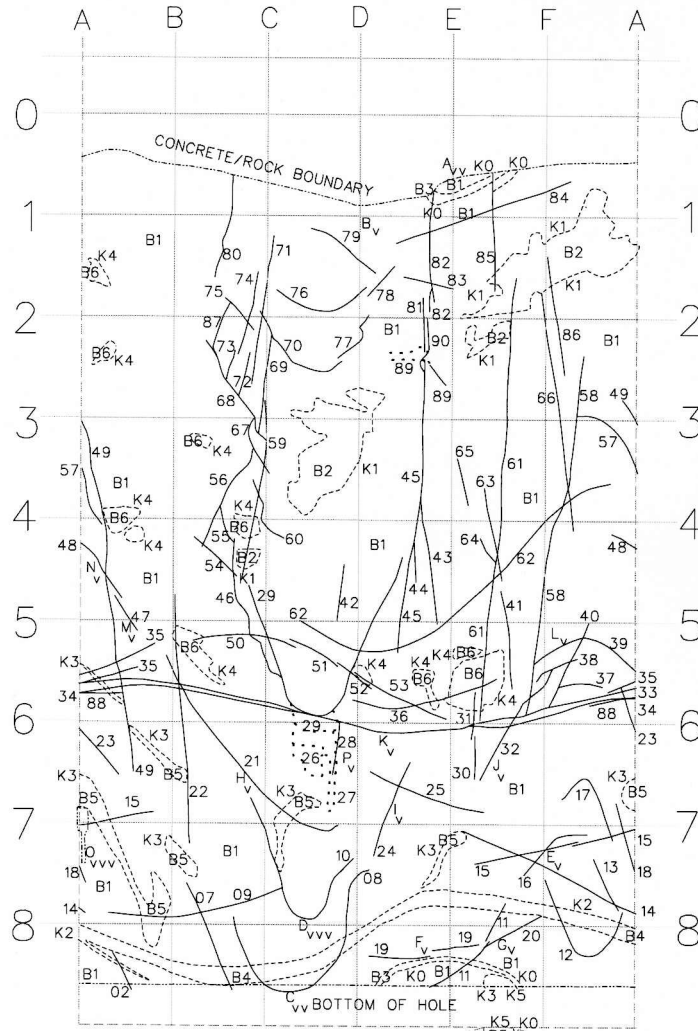 A B C D E F A
0 0
CONCRETE/ROCK BOUNDARY
A vv K0 K0
B3 B1
K0 B1 84
1 1
B v
79
B1 K4 80 71 K1
B6 74 82 85 B2
83
75 76 78 K1 K1
81
2 87 82 2
B1 B2 86 B1
77 90
73 70
B6 K4 69 89 K1
72 89
68 66 58 49
3 3
67 59
B6 K4 65 57
49
57 56 B2 K1 45 63 61
B1 K4 B1
4 B6 B6 4
K4 55 60 64
48 B2 B1 43 62 48
54
N v K1
B1 46 29 42 44 58
47 62 45 41 40
5 M v 5
35 50 61 L v 39
K3 35 B6 51 K4 K4 K4 B6 38
K4 52 53 B6 B6 37 35
34 K4 33
88 36 88 34
6 29 31 6
23 K3 28 K v 32 23
21 26 P v J v
K3 49 B5 H v 30 K3
22 K3 25 B1
15 B5 27 I v 17 B5
7 7
O vvv K3 B1 10 24 K3 B5 E v 15
18 B5 15 16 13 18
B1 07 09 08
14 B5 K2 14
8 D vvv 11 8
K2 F v 19 20 B4
19 G v 12
B1 B4 B3 K0 B1 11 B1 K0
02 K3 K5
C vv BOTTOM OF HOLE
K5 K0